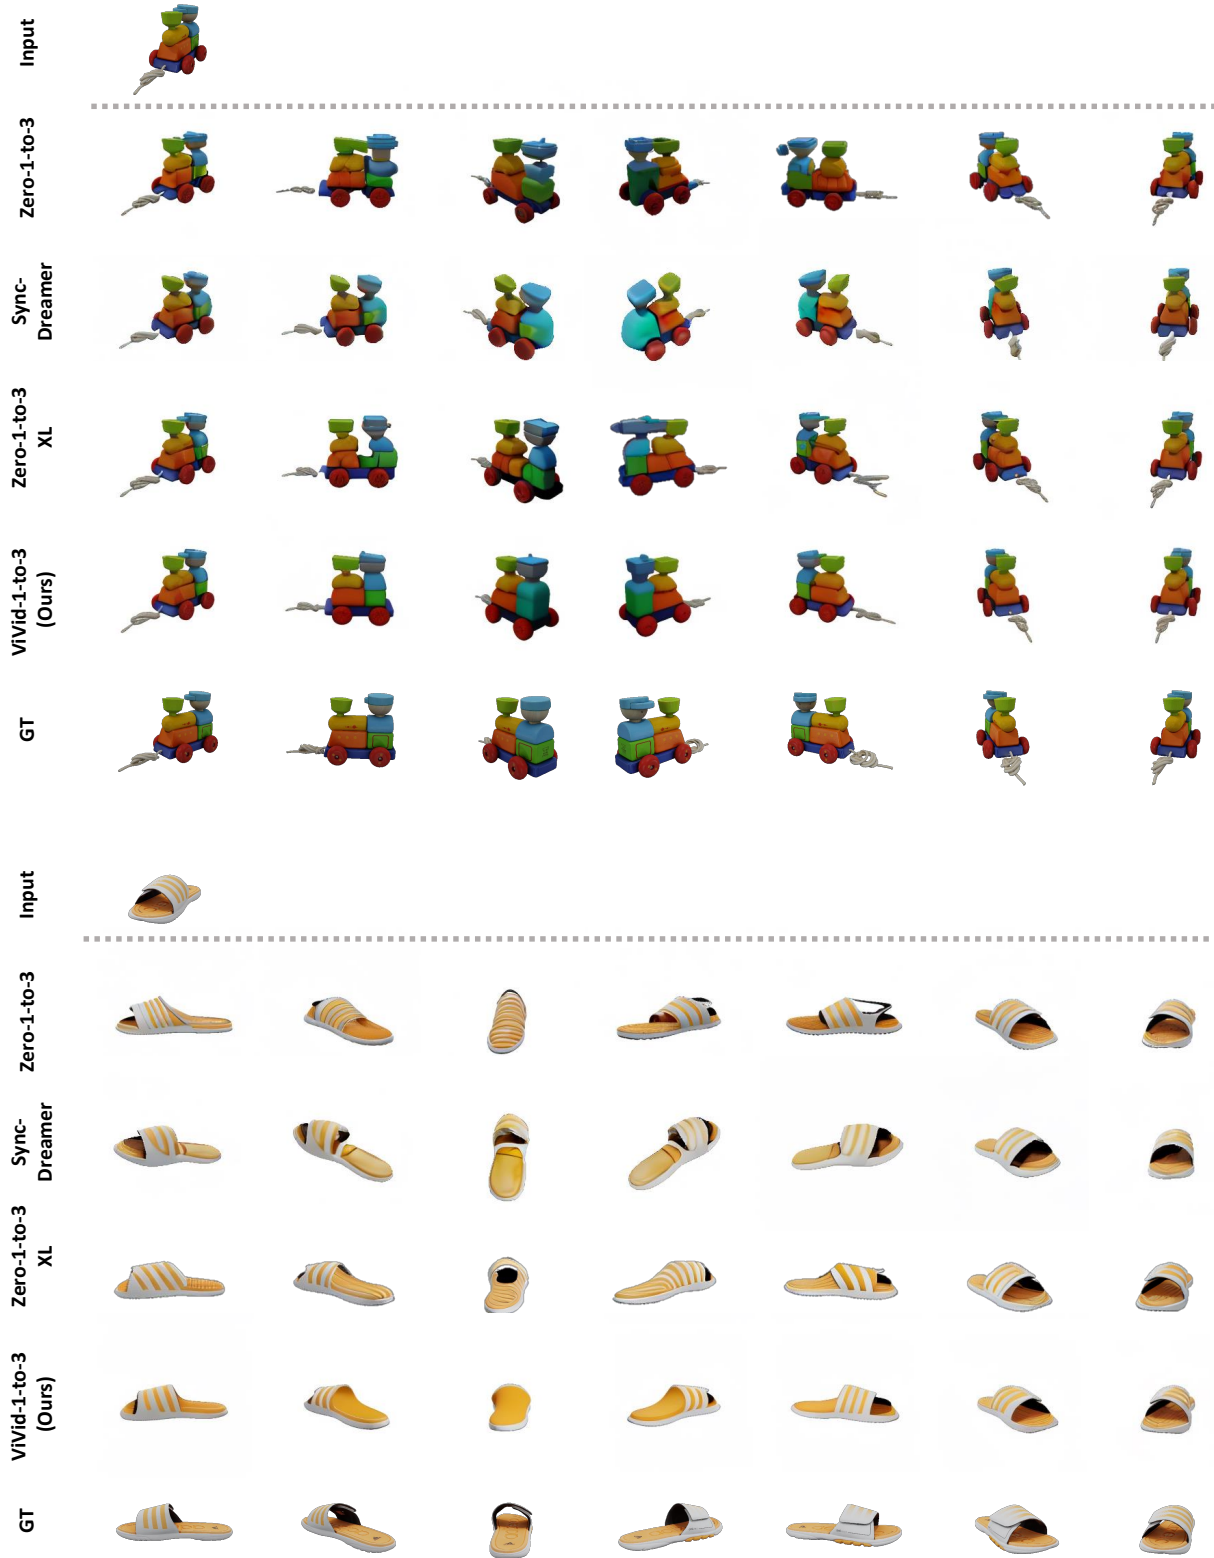 Input
Zero-1-to-3
Sync-
Dreamer
Zero-1-to-3
XL
ViVid-1-to-3
(Ours)
GT
Input
Zero-1-to-3
Sync-
Dreamer
Zero-1-to-3
XL
ViVid-1-to-3
(Ours)
GT